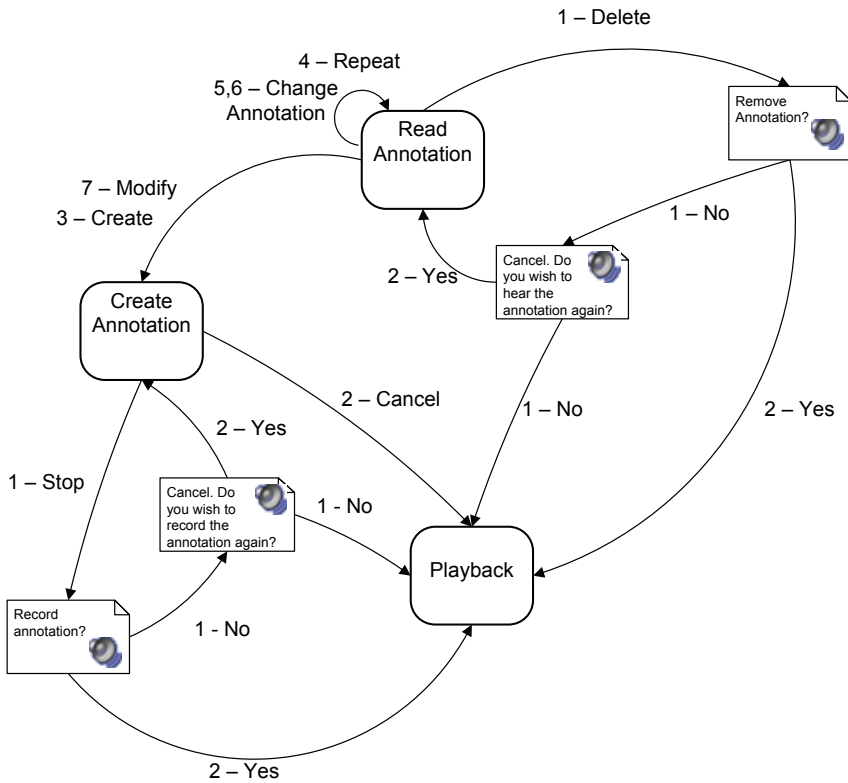 1 – Delete
4 – Repeat
5,6 – Change
Annotation
Read
Annotation
Remove
Annotation?
7 – Modify
3 – Create
1 – No
2 – Yes
Cancel. Do
you wish to
hear the
annotation again?
Create
Annotation
2 – Cancel
1 – No
2 – Yes
2 – Yes
1 – Stop
Cancel. Do
you wish to
record the
annotation again?
1 - No
Playback
Record
annotation?
1 - No
2 – Yes